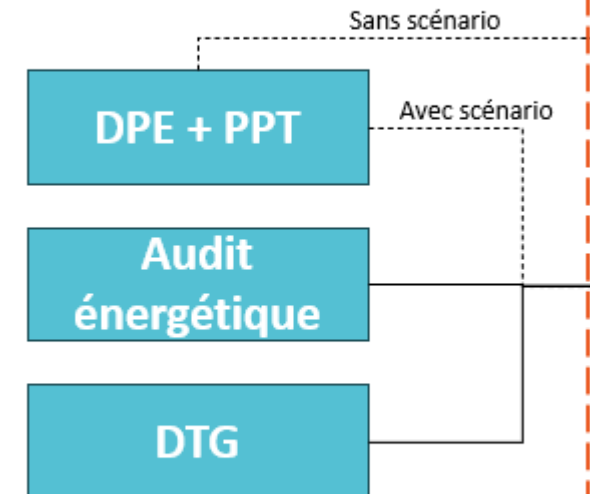 Sans scénario
DPE + PPT
Avec scénario
Audit
énergétique
DTG